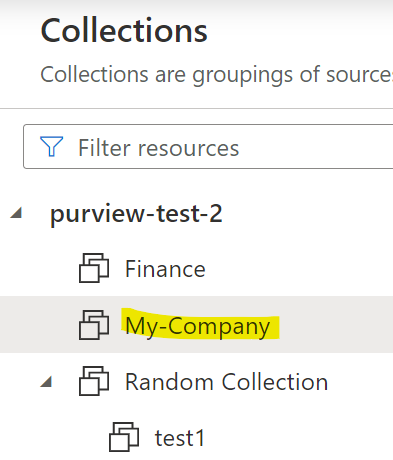 Collections
Collections are groupings of sources
Filter resources
purview-test-2
Finance
My-Company
Random Collection
test1